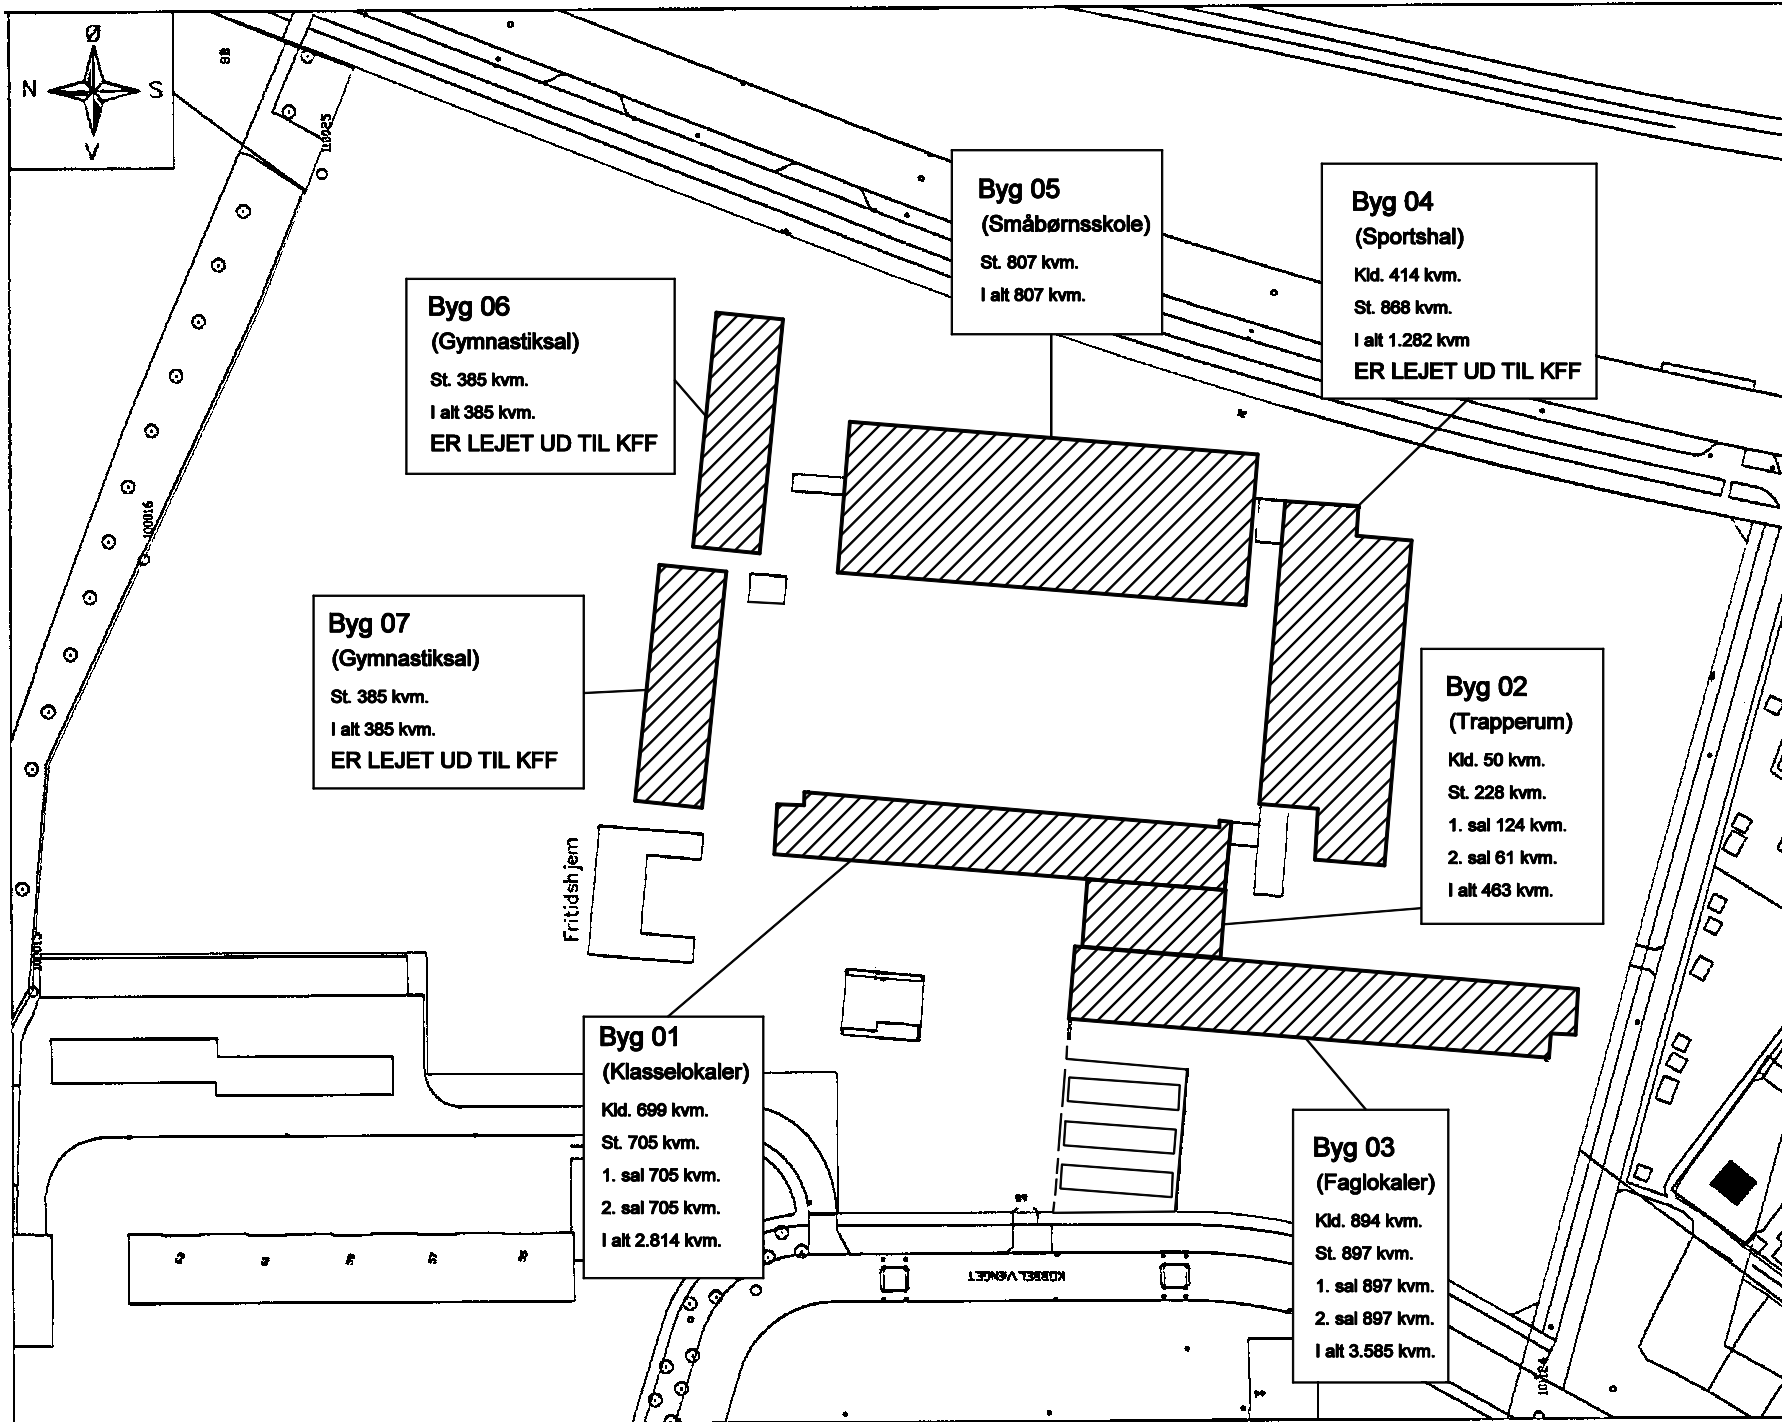 Ø
N S
V
110025
100016
Byg 05
(Småbørnsskole)
St. 807 kvm.
I alt 807 kvm.
Byg 04
(Sportshal)
Kld. 414 kvm.
St. 868 kvm.
I alt 1.282 kvm
ER LEJET UD TIL KFF
Byg 06
(Gymnastiksal)
St. 385 kvm.
I alt 385 kvm.
ER LEJET UD TIL KFF
Byg 07
(Gymnastiksal)
St. 385 kvm.
I alt 385 kvm.
ER LEJET UD TIL KFF
Byg 02
(Trapperum)
Kld. 50 kvm.
St. 228 kvm.
1. sal 124 kvm.
2. sal 61 kvm.
I alt 463 kvm.
Fritidshjem
Byg 01
(Klasselokaler)
Kld. 699 kvm.
St. 705 kvm.
1. sal 705 kvm.
2. sal 705 kvm.
I alt 2.814 kvm.
Byg 03
(Faglokaler)
Kld. 894 kvm.
St. 897 kvm.
1. sal 897 kvm.
2. sal 897 kvm.
I alt 3.585 kvm.